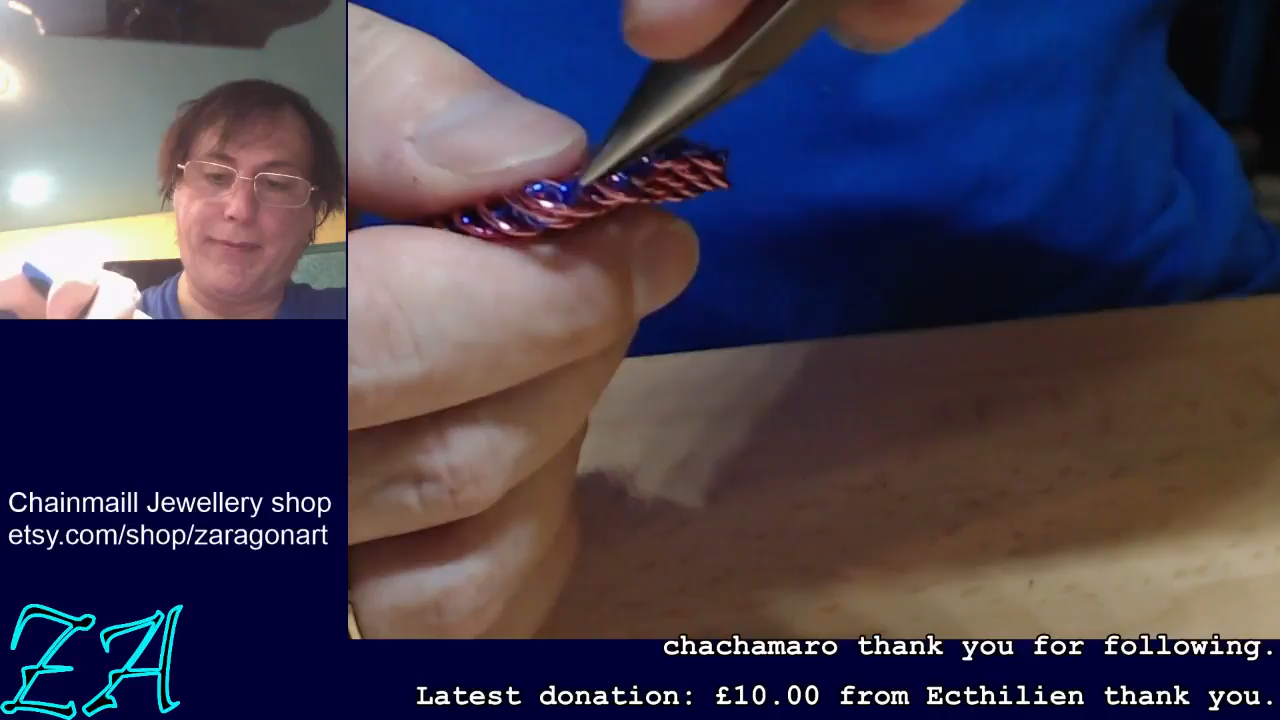 Chainmaill Jewellery shop
etsy.com/shop/zaragonart
ZA
chachamaro thank you for following.
Latest donation: £10.00 from Ecthilien thank you.